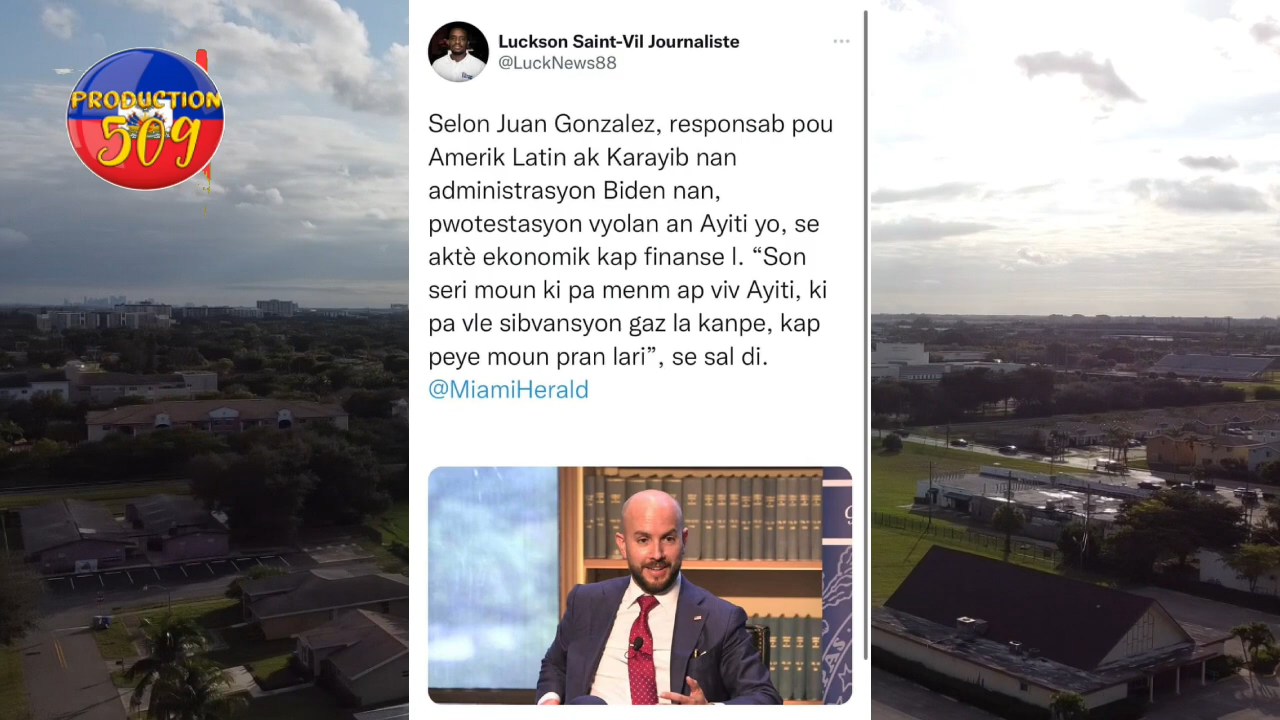 PRODUCTION
509
Luckson Saint-Vil Journaliste
@LuckNews88
Selon Juan Gonzalez, responsab pou
Amerik Latin ak Karayib nan
administrasyon Biden nan,
pwotestasyon vyolan an Ayiti yo, se
aktè ekonomik kap finanse l. “Son
seri moun ki pa menm ap viv Ayiti, ki
pa vle sibvansyon gaz la kanpe, kap
peye moun pran lari”, se sal di.
@MiamiHerald